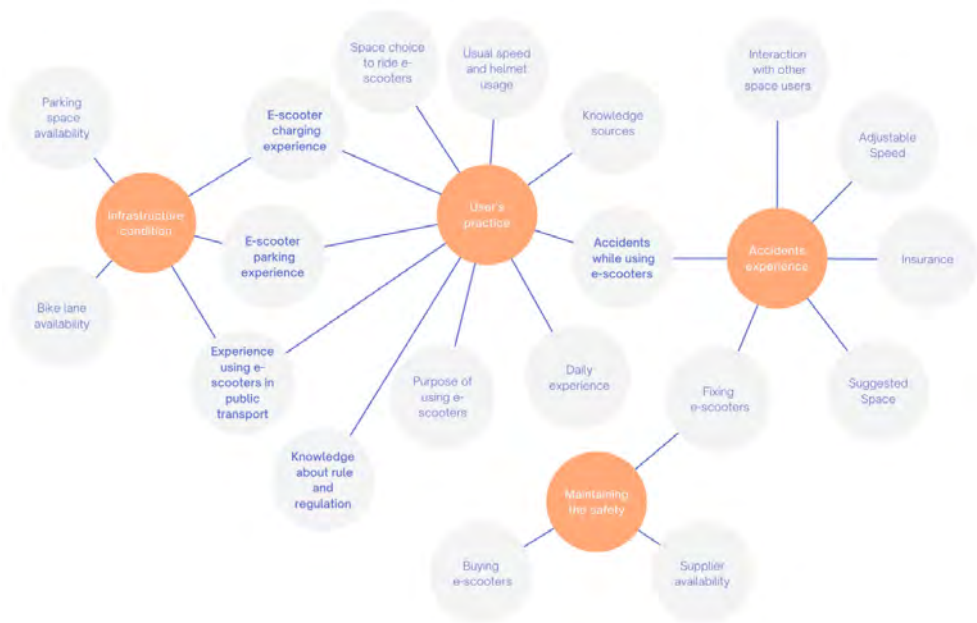 Space choice
to ride e-
scooters
Usual speed
and helmet
usage
Interaction
with other
space users
Parking
space
availability
E-scooter
charging
experience
Knowledge
sources
Adjustable
Speed
Infrastructure
condition
User's
practice
E-scooter
parking
experience
Accidents
while using
e-scooters
Accidents
experience
Insurance
Bike lane
availability
Experience
using e-
scooters in
public
transport
Purpose of
using e-
scooters
Daily
experience
Fixing
e-scooters
Suggested
Space
Knowledge
about rule
and
regulation
Maintaining
the safety
Buying
e-scooters
Supplier
availability